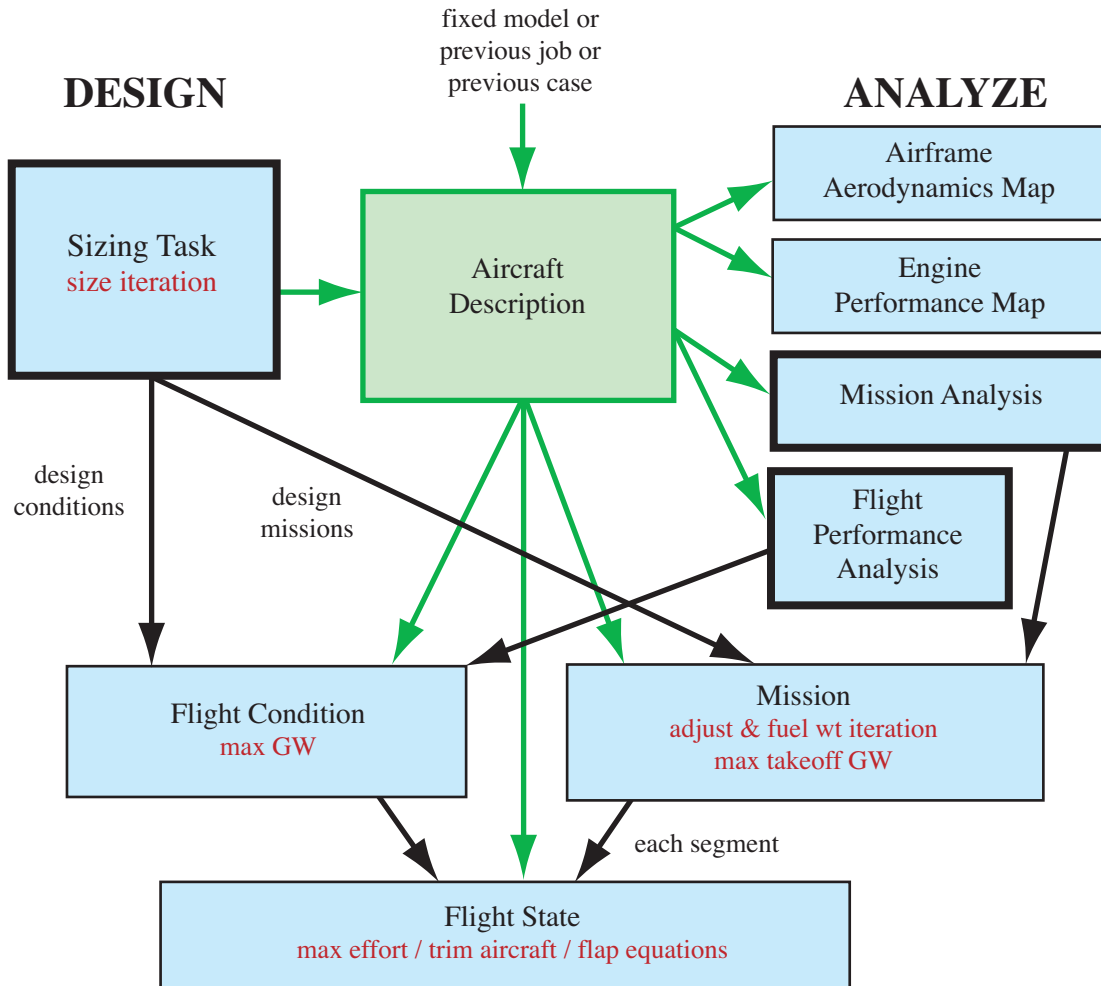 fixed model or
previous job or
previous case
DESIGN
ANALYZE
Sizing Task
size iteration
Aircraft
Description
Airframe
Aerodynamics Map
Engine
Performance Map
Mission Analysis
Flight
Performance
Analysis
design
conditions
design
missions
Flight Condition
max GW
Mission
adjust & fuel wt iteration
max takeoff GW
each segment
Flight State
max effort / trim aircraft / flap equations